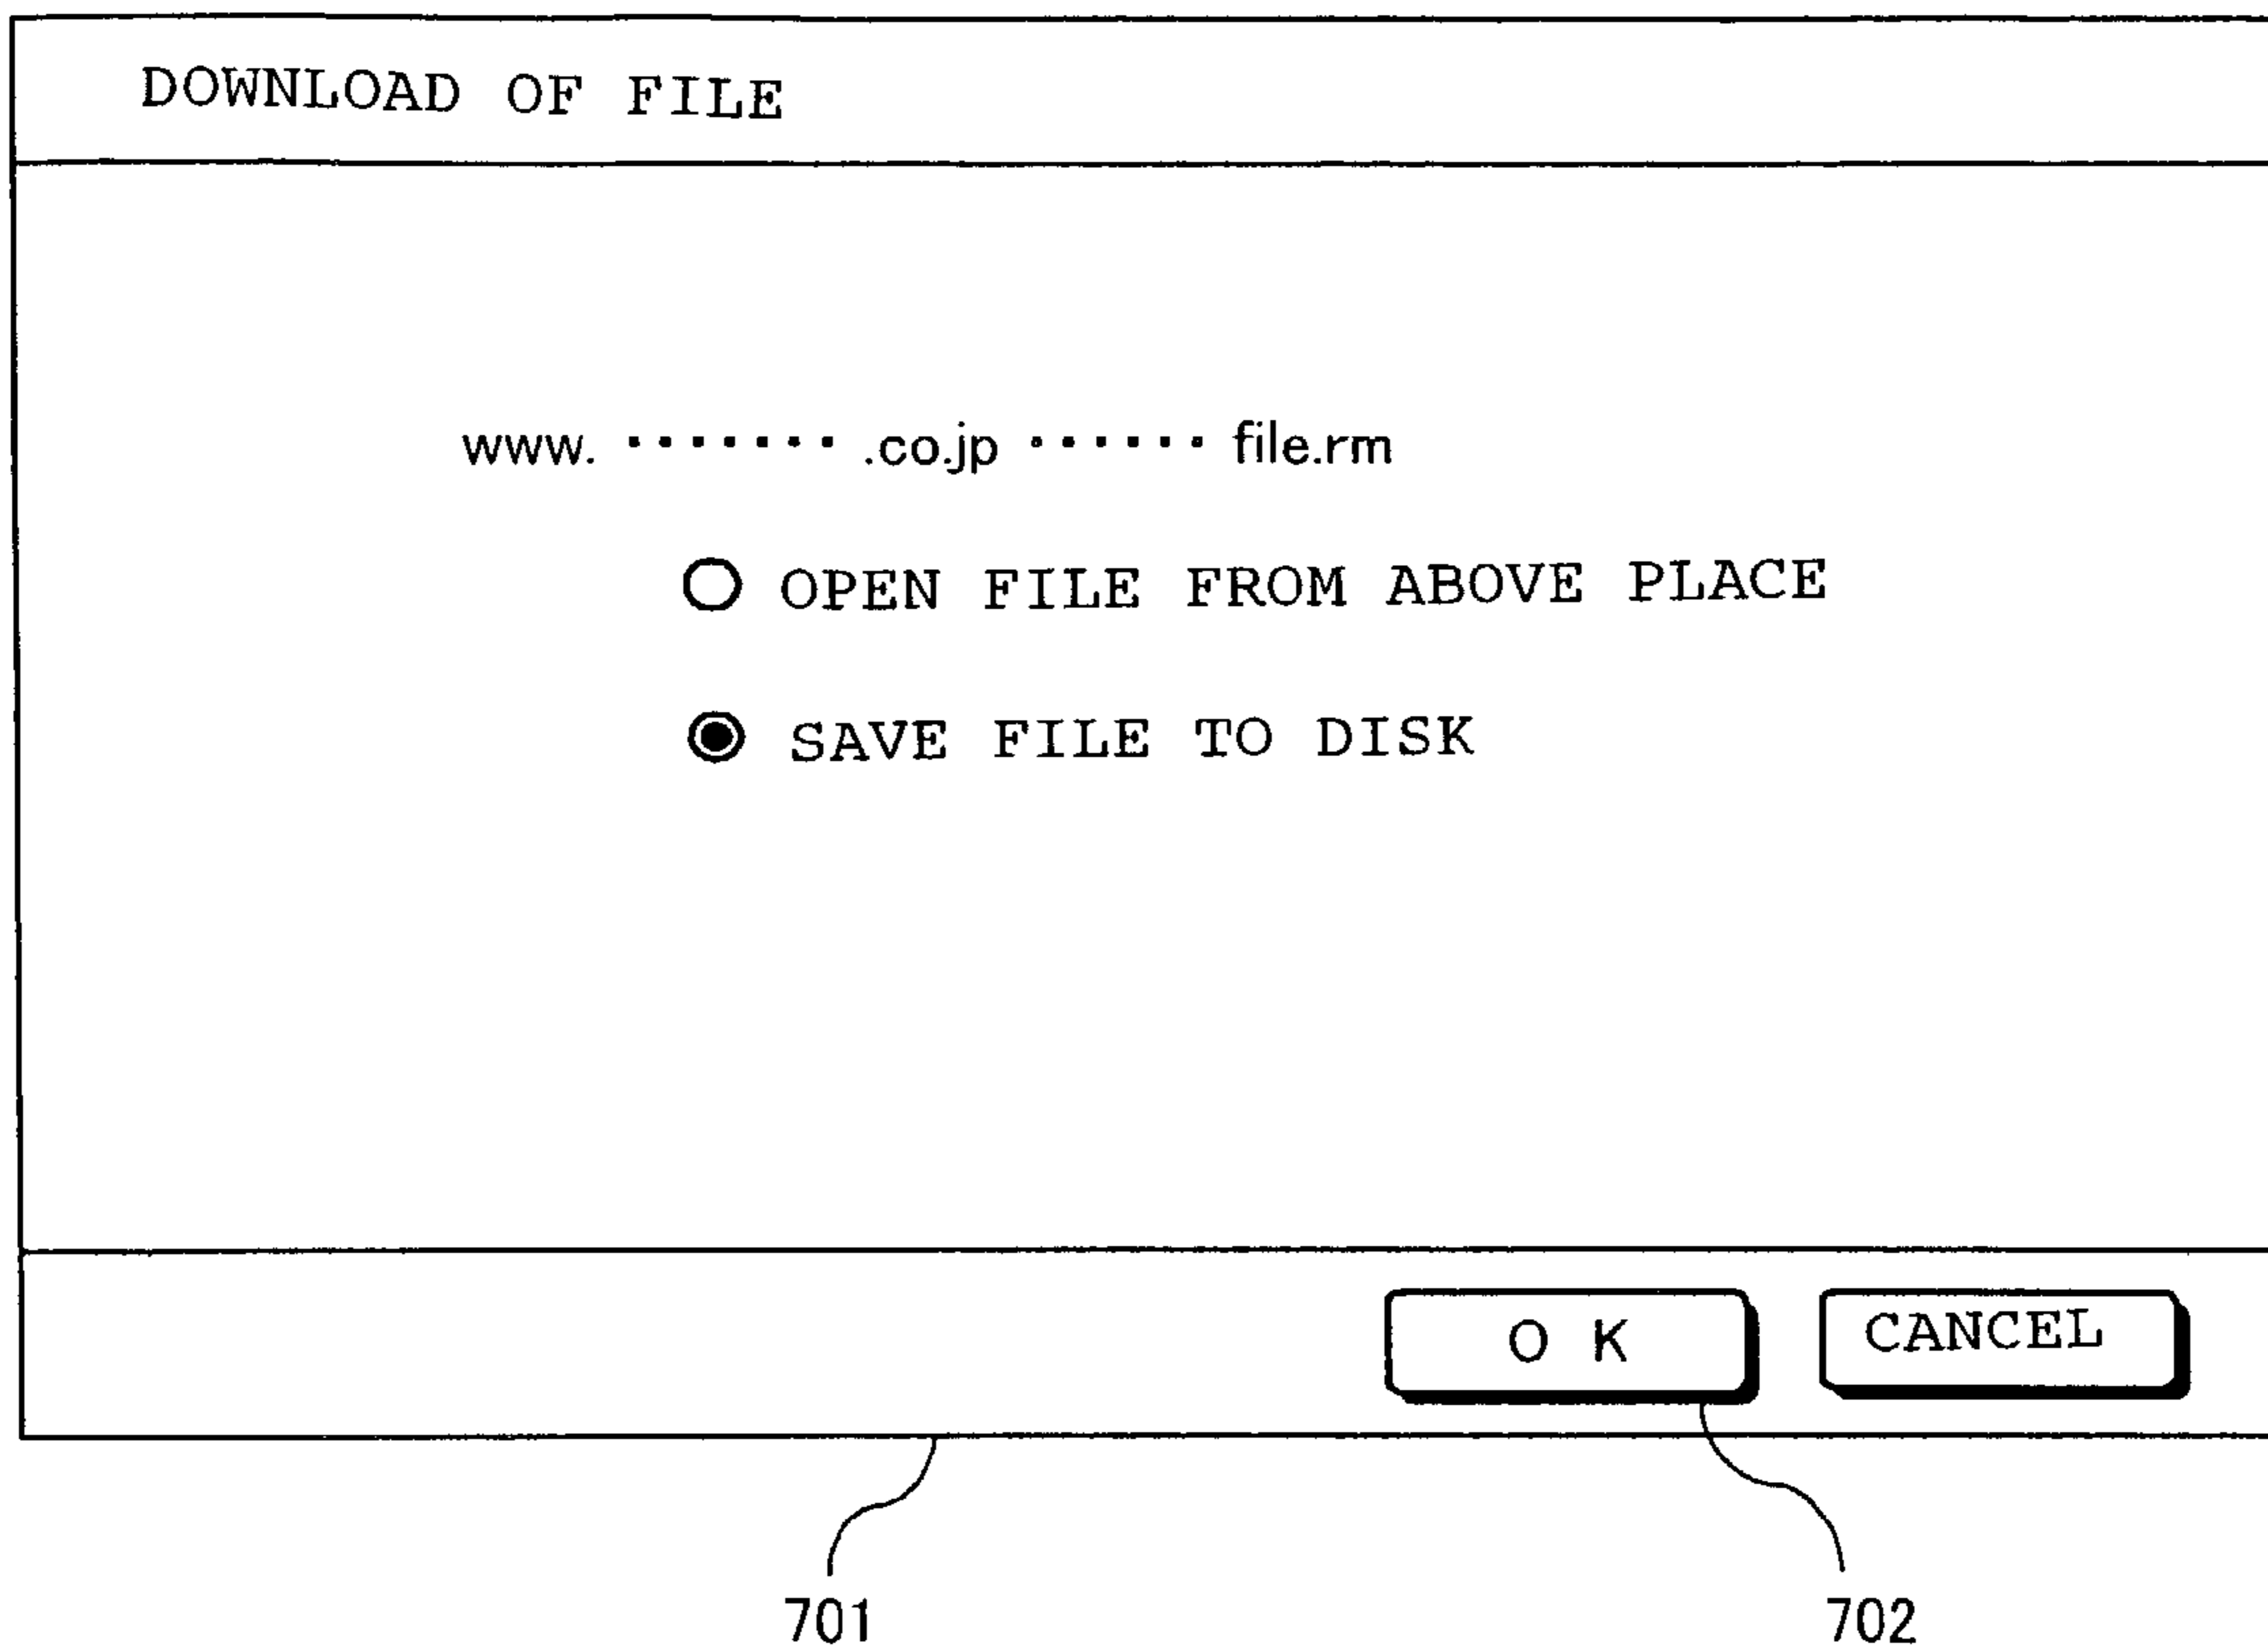 DOWNLOAD OF FILE
www. ······· .co.jp ······ file.rm
OPEN FILE FROM ABOVE PLACE
SAVE FILE TO DISK
O K CANCEL
701 702